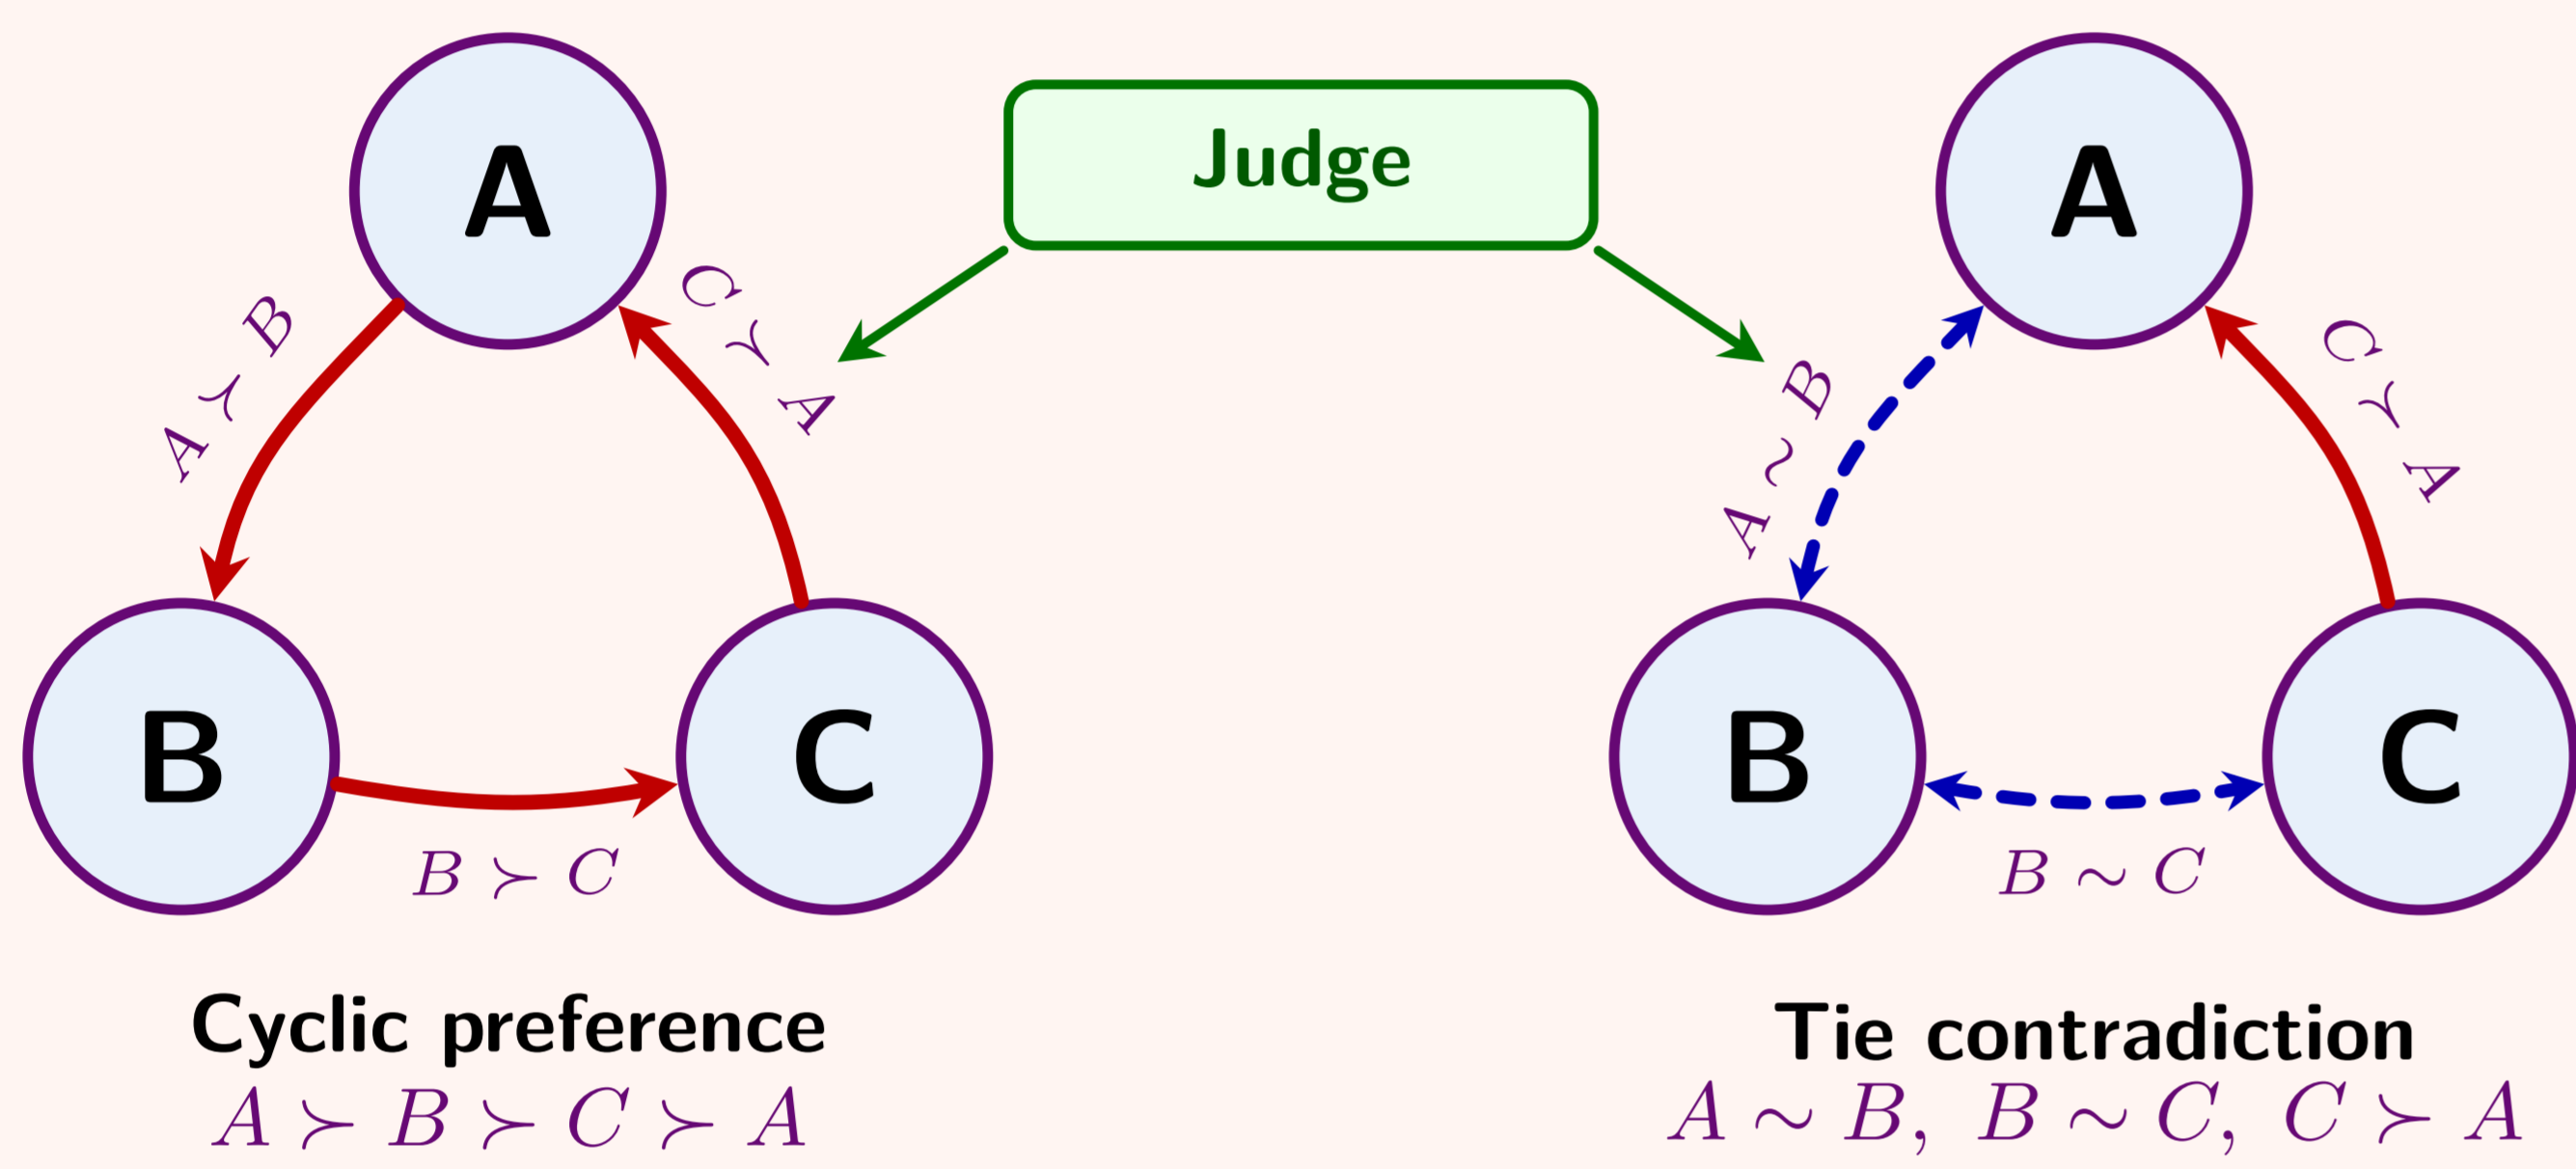 A
A ≻ B
C ≻ A
B
C
B ≻ C
Cyclic preference
A ≻ B ≻ C ≻ A
Judge
A
A ∼ B
C ≻ A
B
C
B ∼ C
Tie contradiction
A ∼ B, B ∼ C, C ≻ A